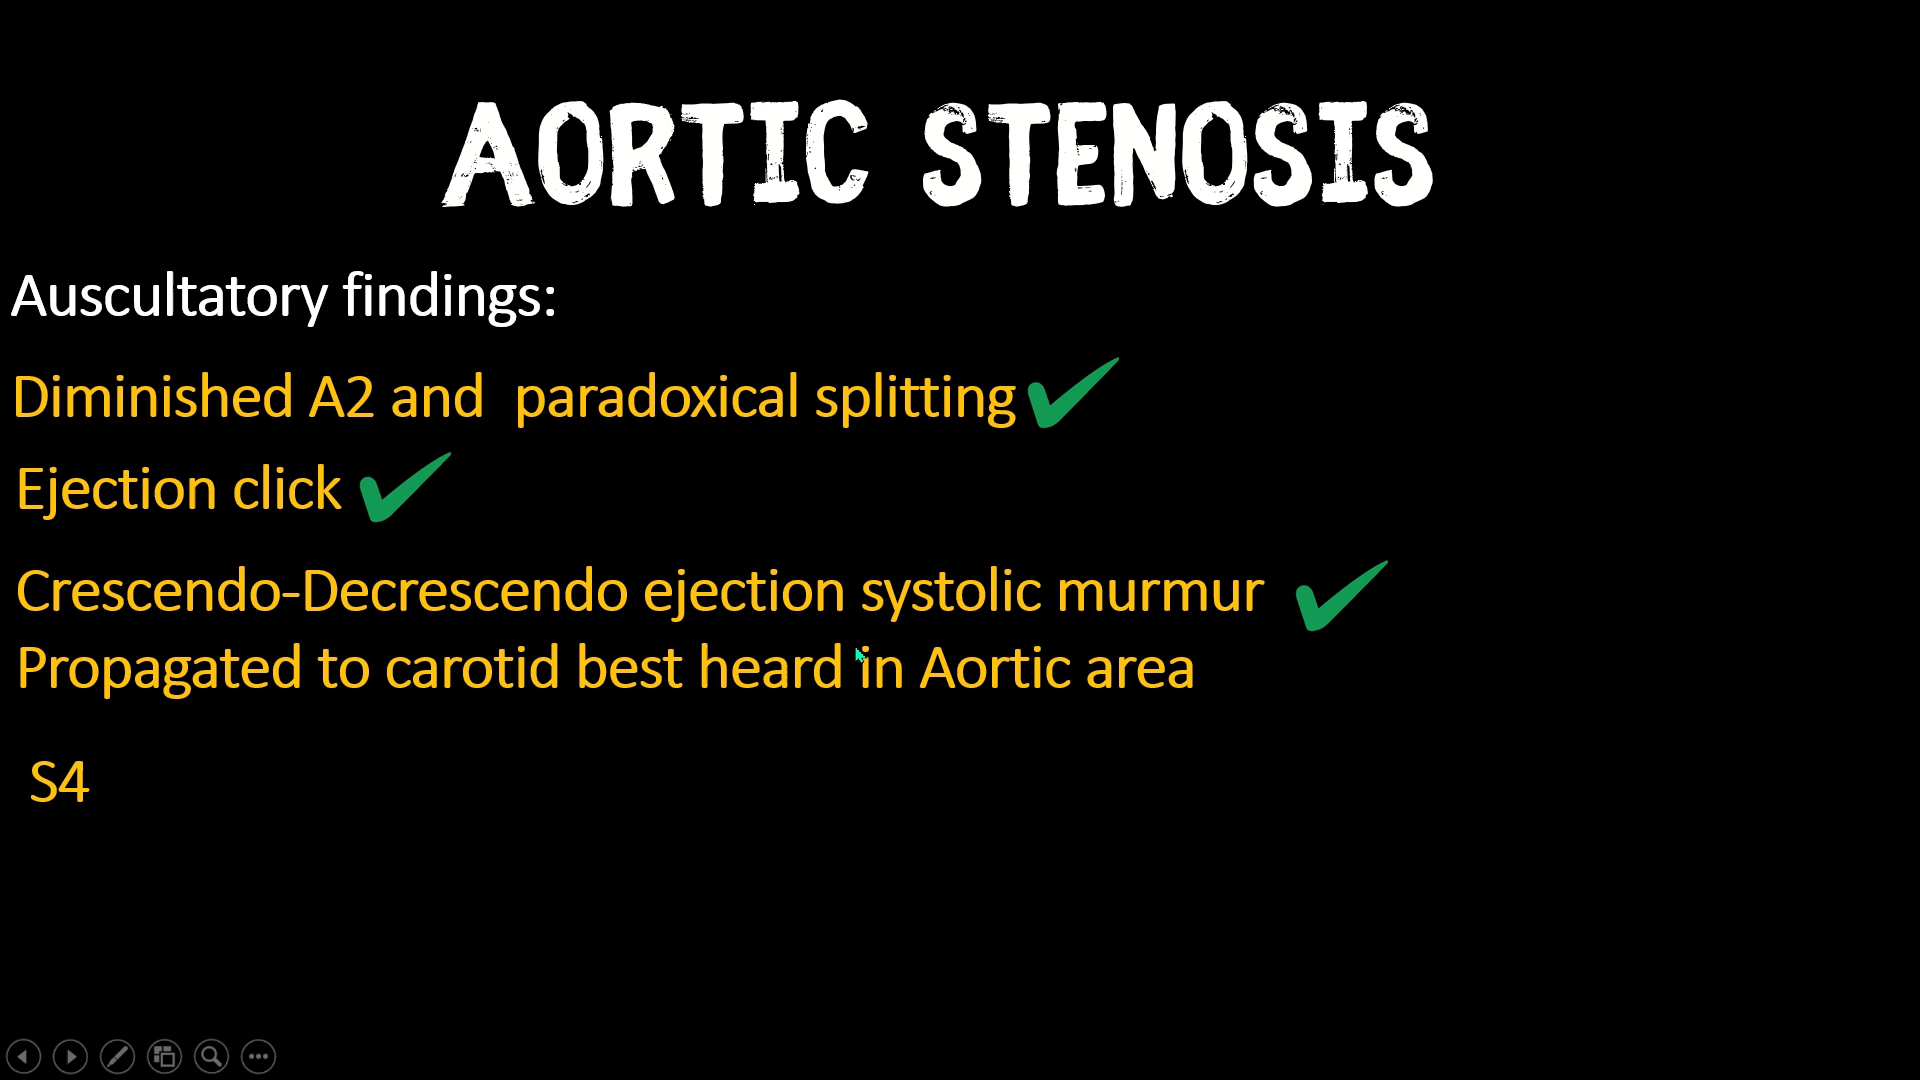 AORTIC STENOSIS
Auscultatory findings:
Diminished A2 and paradoxical splitting
Ejection click
Crescendo-Decrescendo ejection systolic murmur
Propagated to carotid best heard in Aortic area
S4